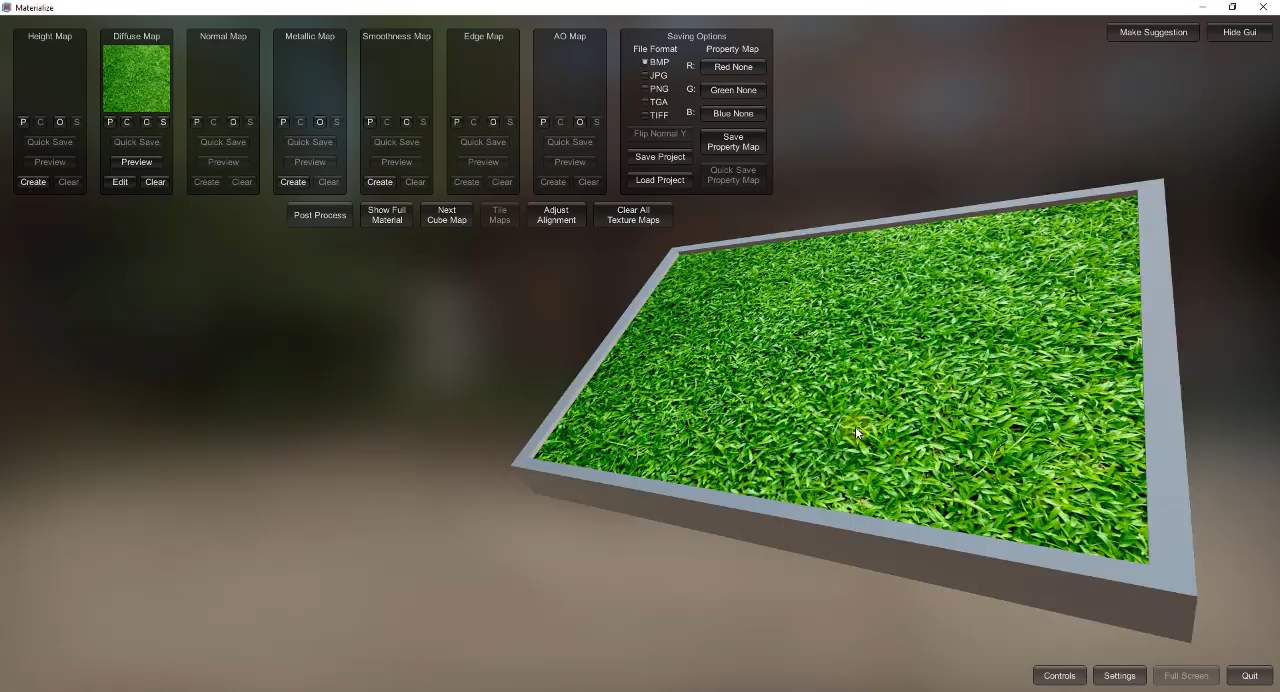 Materialize
Make Suggestion
Hide Gui
Height Map
P C O S
Quick Save
Preview
Create Clear
Diffuse Map
P C O S
Quick Save
Preview
Edit Clear
Normal Map
P C O S
Quick Save
Preview
Create Clear
Metallic Map
P C O S
Quick Save
Preview
Create Clear
Smoothness Map
P C O S
Quick Save
Preview
Create Clear
Edge Map
P C O S
Quick Save
Preview
Create Clear
AO Map
P C O S
Quick Save
Preview
Create Clear
Saving Options
File Format
BMP
JPG
PNG
TGA
TIFF
Flip Normal Y
Save Project
Load Project
Property Map
R: Red None
G: Green None
B: Blue None
Save
Property Map
Quick Save
Property Map
Post Process
Show Full
Material
Next
Cube Map
Tile
Maps
Adjust
Alignment
Clear All
Texture Maps
Controls
Settings
Full Screen
Quit